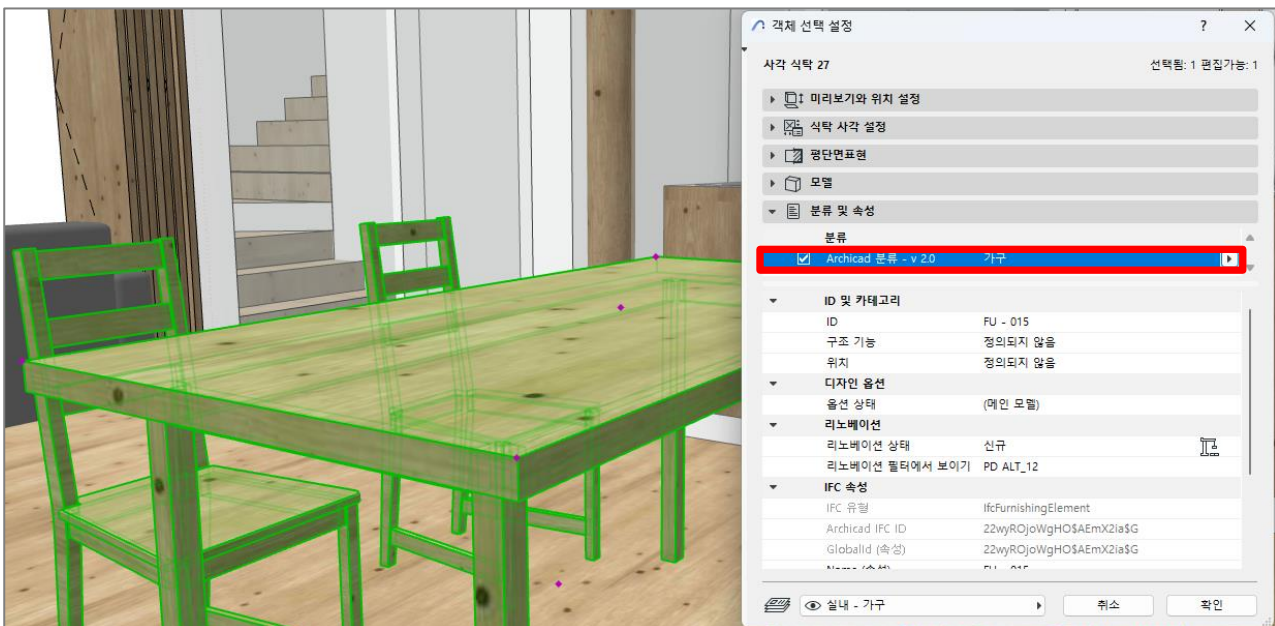 객체 선택 설정
?
X
사각 식탁 27
선택됨: 1 편집가능: 1
미리보기와 위치 설정
식탁 사각 설정
평단면표현
모델
분류 및 속성
분류
Archicad 분류 - v 2.0 가구
ID 및 카테고리
ID FU - 015
구조 기능 정의되지 않음
위치 정의되지 않음
디자인 옵션
옵션 상태 (메인 모델)
리노베이션
리노베이션 상태 신규
리노베이션 필터에서 보이기 PD ALT_12
IFC 속성
IFC 유형 IfcFurnishingElement
Archicad IFC ID 22wyROjoWgHO$AEmX2ia$G
GlobalId (속성) 22wyROjoWgHO$AEmX2ia$G
Name (속성) FU - 015
실내 - 가구
취소
확인